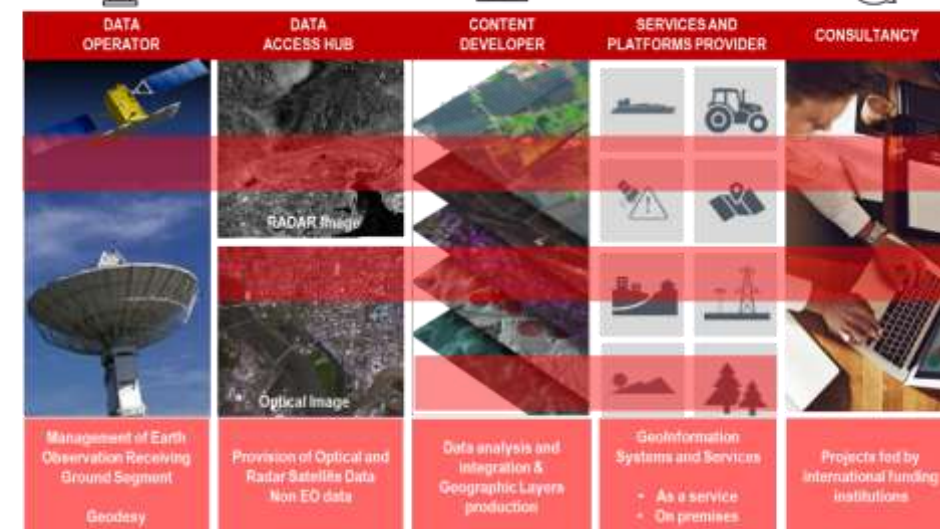 DATA
OPERATOR
DATA
ACCESS HUB
CONTENT
DEVELOPER
SERVICES AND
PLATFORMS PROVIDER
CONSULTANCY
RADAR Image
Optical Image
Management of Earth
Observation Receiving
Ground Segment
Geodesy
Provision of Optical and
Radar Satellite Data
Non EO data
Data analysis and
integration &
Geographic Layers
production
GeoInformation
Systems and Services
• As a service
• On premises
Projects fed by
international funding
institutions